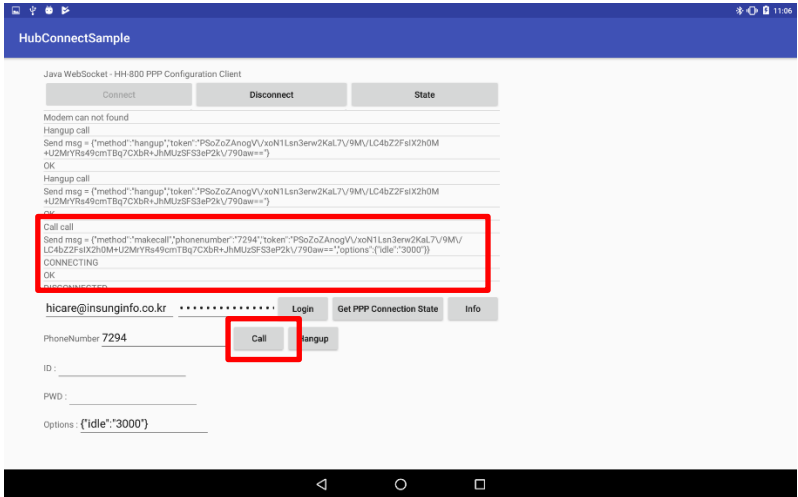 11:06
HubConnectSample
Java WebSocket - HH-800 PPP Configuration Client
Connect Disconnect State
Modem can not found
Hangup call
Send msg = {"method":"hangup","token":"PSoZoZAnogV\/xoN1Lsn3erw2KaL7\/9M\/LC4bZ2FsIX2h0M
+U2MrYRs49cmTBq7CXbR+JhMUzSFS3eP2k\/790aw=="}
OK
Hangup call
Send msg = {"method":"hangup","token":"PSoZoZAnogV\/xoN1Lsn3erw2KaL7\/9M\/LC4bZ2FsIX2h0M
+U2MrYRs49cmTBq7CXbR+JhMUzSFS3eP2k\/790aw=="}
OK
Call call
Send msg = {"method":"makecall","phonenumber":"7294","token":"PSoZoZAnogV\/xoN1Lsn3erw2KaL7\/9M\/
LC4bZ2FsIX2h0M+U2MrYRs49cmTBq7CXbR+JhMUzSFS3eP2k\/790aw==","options":{"idle":"3000"}}
CONNECTING
OK
DISCONNECTED
hicare@insunginfo.co.kr Login Get PPP Connection State Info
PhoneNumber 7294 Call Hangup
ID :
PWD :
Options : {"idle":"3000"}